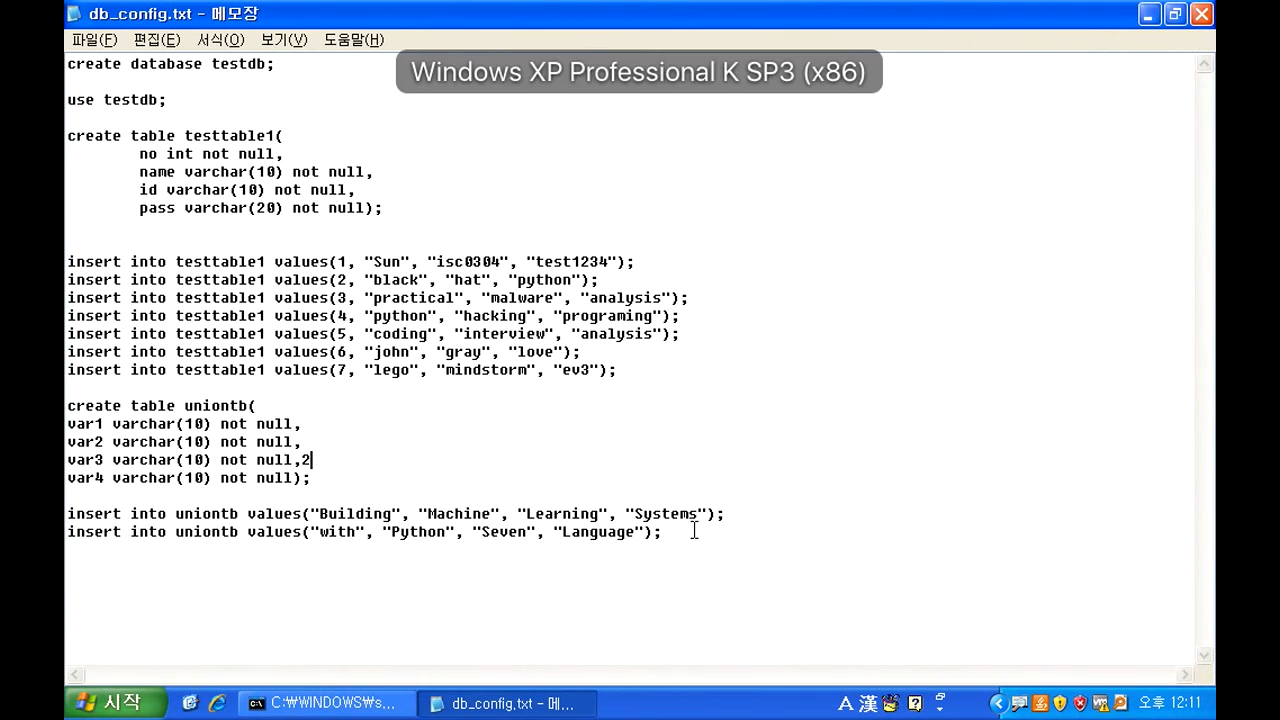 db_config.txt - 메모장
파일(F) 편집(E) 서식(O) 보기(V) 도움말(H)
Windows XP Professional K SP3 (x86)
create database testdb;
use testdb;
create table testtable1(
no int not null,
name varchar(10) not null,
id varchar(10) not null,
pass varchar(20) not null);
insert into testtable1 values(1, "Sun", "isc0304", "test1234");
insert into testtable1 values(2, "black", "hat", "python");
insert into testtable1 values(3, "practical", "malware", "analysis");
insert into testtable1 values(4, "python", "hacking", "programing");
insert into testtable1 values(5, "coding", "interview", "analysis");
insert into testtable1 values(6, "john", "gray", "love");
insert into testtable1 values(7, "lego", "mindstorm", "ev3");
create table uniontb(
var1 varchar(10) not null,
var2 varchar(10) not null,
var3 varchar(10) not null,2
var4 varchar(10) not null);
insert into uniontb values("Building", "Machine", "Learning", "Systems");
insert into uniontb values("with", "Python", "Seven", "Language");
시작 C:₩WINDOWS₩s... db_config.txt - 메... A 漢 오후 12:11